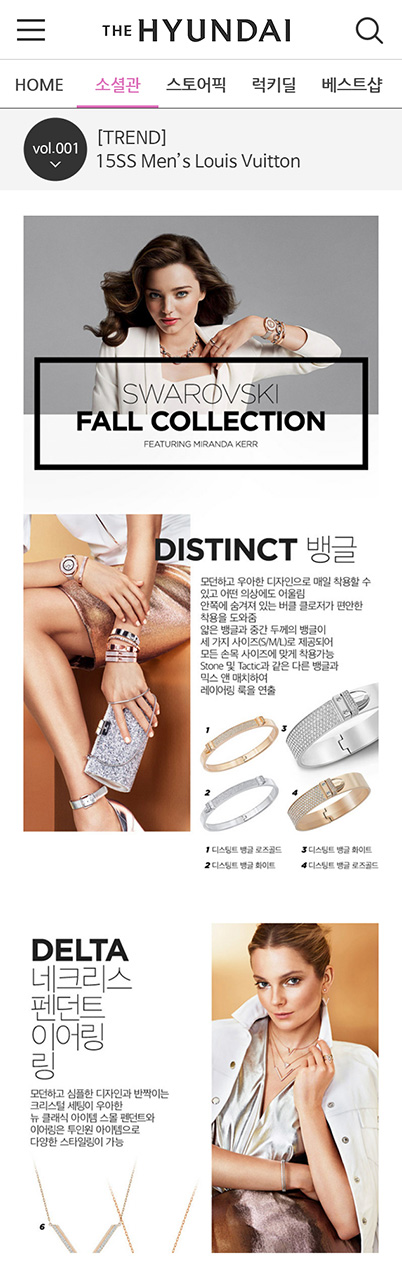 THE HYUNDAI
HOME 소셜관 스토어픽 럭키딜 베스트샵
vol.001
[TREND]
15SS Men's Louis Vuitton
SWAROVSKI
FALL COLLECTION
FEATURING MIRANDA KERR
DISTINCT 뱅글
모던하고 우아한 디자인으로 매일 착용할 수
있고 어떤 의상에도 어울림
안쪽에 숨겨져 있는 버클 클로저가 편안한
착용을 도와줌
얇은 뱅글과 중간 두께의 뱅글이
세 가지 사이즈(S/M/L)로 제공되어
모든 손목 사이즈에 맞게 착용가능
Stone 및 Tactic과 같은 다른 뱅글과
믹스 앤 매치하여
레이어링 룩을 연출
1
3
2
4
1 디스팅트 뱅글 로즈골드
3 디스팅트 뱅글 화이트
2 디스팅트 뱅글 화이트
4 디스팅트 뱅글 로즈골드
DELTA
네크리스
펜던트
이어링
링
모던하고 심플한 디자인과 반짝이는
크리스털 세팅이 우아한
뉴 클래식 아이템 스몰 펜던트와
이어링은 투인원 아이템으로
다양한 스타일링이 가능
6